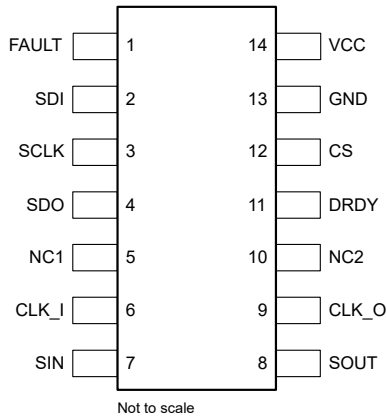 FAULT 1 14 VCC
SDI 2 13 GND
SCLK 3 12 CS
SDO 4 11 DRDY
NC1 5 10 NC2
CLK_I 6 9 CLK_O
SIN 7 8 SOUT
Not to scale